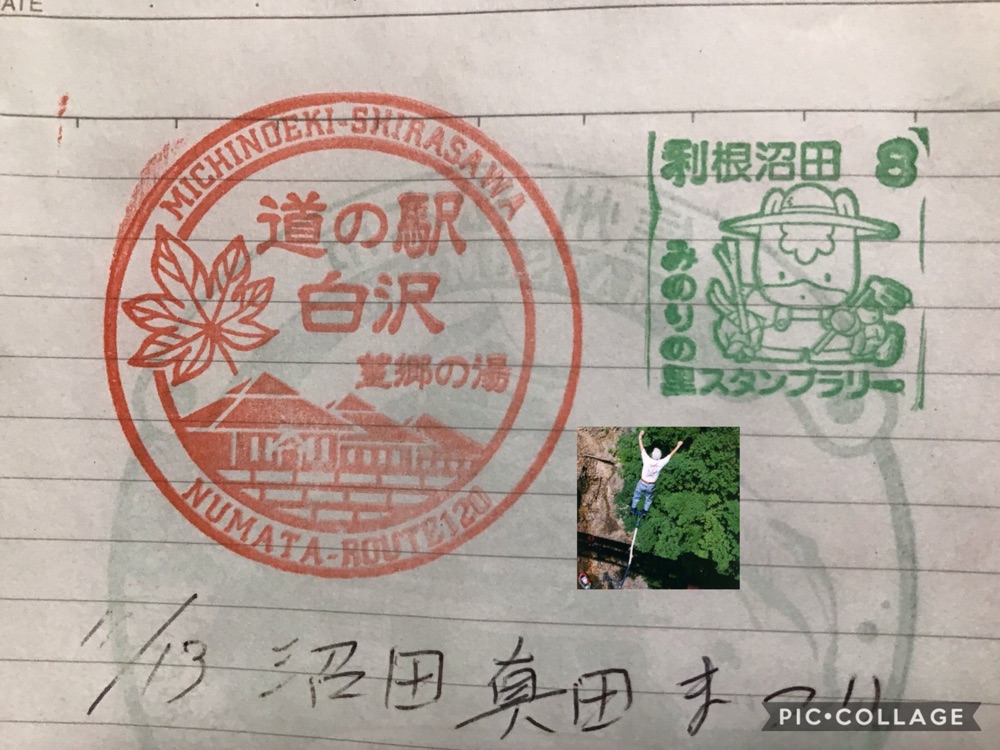 ATE
MICHINOEKI-SHIRASAWA
道の駅
白沢
望郷の湯
NUMATA-ROUTE120
利根沼田 8
みのりの
里スタンプラリー
11/13 沼田 真田 まつり
PIC•COLLAGE